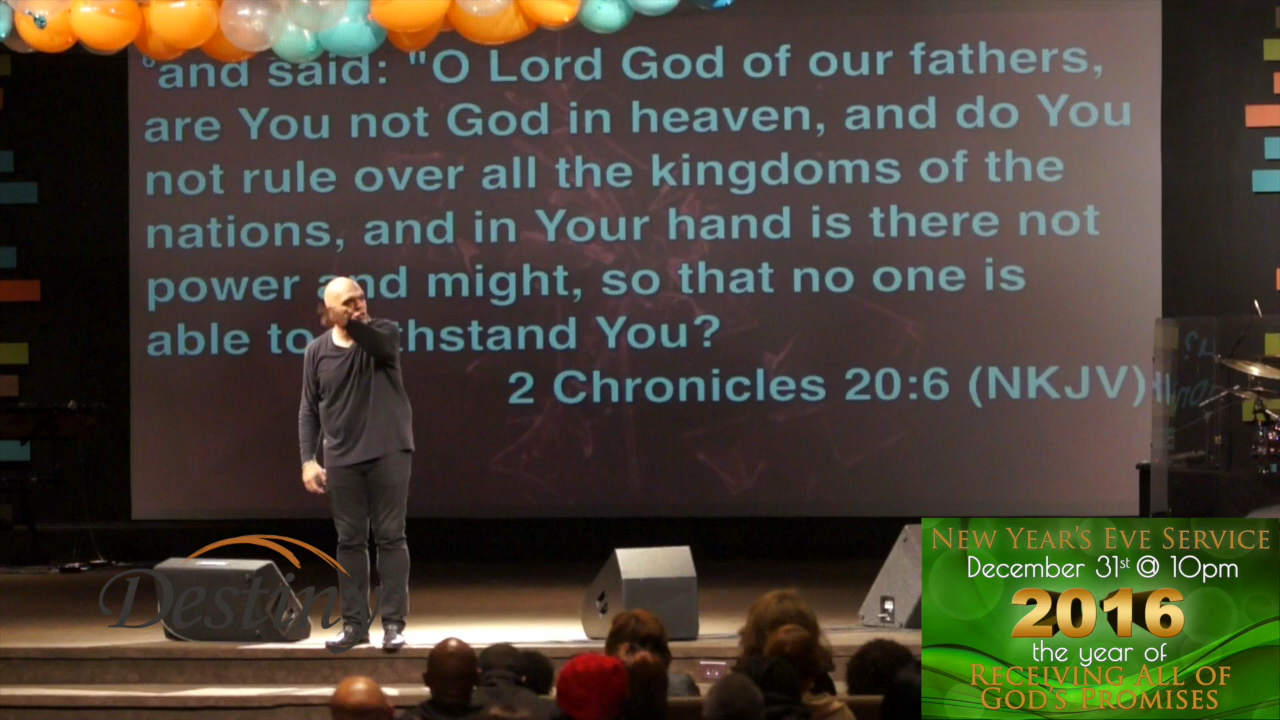 6and said: "O Lord God of our fathers,
are You not God in heaven, and do You
not rule over all the kingdoms of the
nations, and in Your hand is there not
power and might, so that no one is
able to withstand You?
2 Chronicles 20:6 (NKJV)
Destiny
New Year's Eve Service
December 31st @ 10pm
2016
the year of
Receiving All of
God's Promises